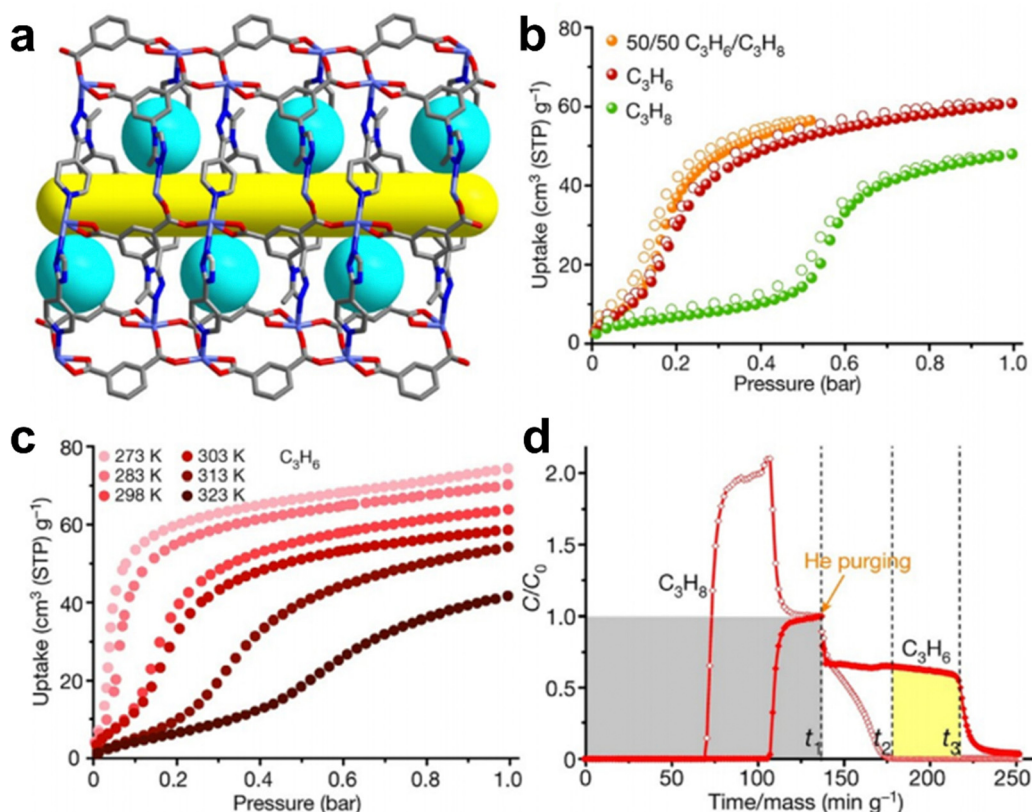 a
b
50/50 C₃H₆/C₃H₈
C₃H₆
C₃H₈
Uptake (cm³ (STP) g⁻¹)
80
60
40
20
0
0 0.2 0.4 0.6 0.8 1.0
Pressure (bar)
c
273 K 303 K C₃H₆
283 K 313 K
298 K 323 K
Uptake (cm³ (STP) g⁻¹)
80
60
40
20
0
0 0.2 0.4 0.6 0.8 1.0
Pressure (bar)
d
C/C₀
2.0
1.5
1.0
0.5
0
C₃H₈
He purging
C₃H₆
t₁ t₂ t₃
0 50 100 150 200 250
Time/mass (min g⁻¹)